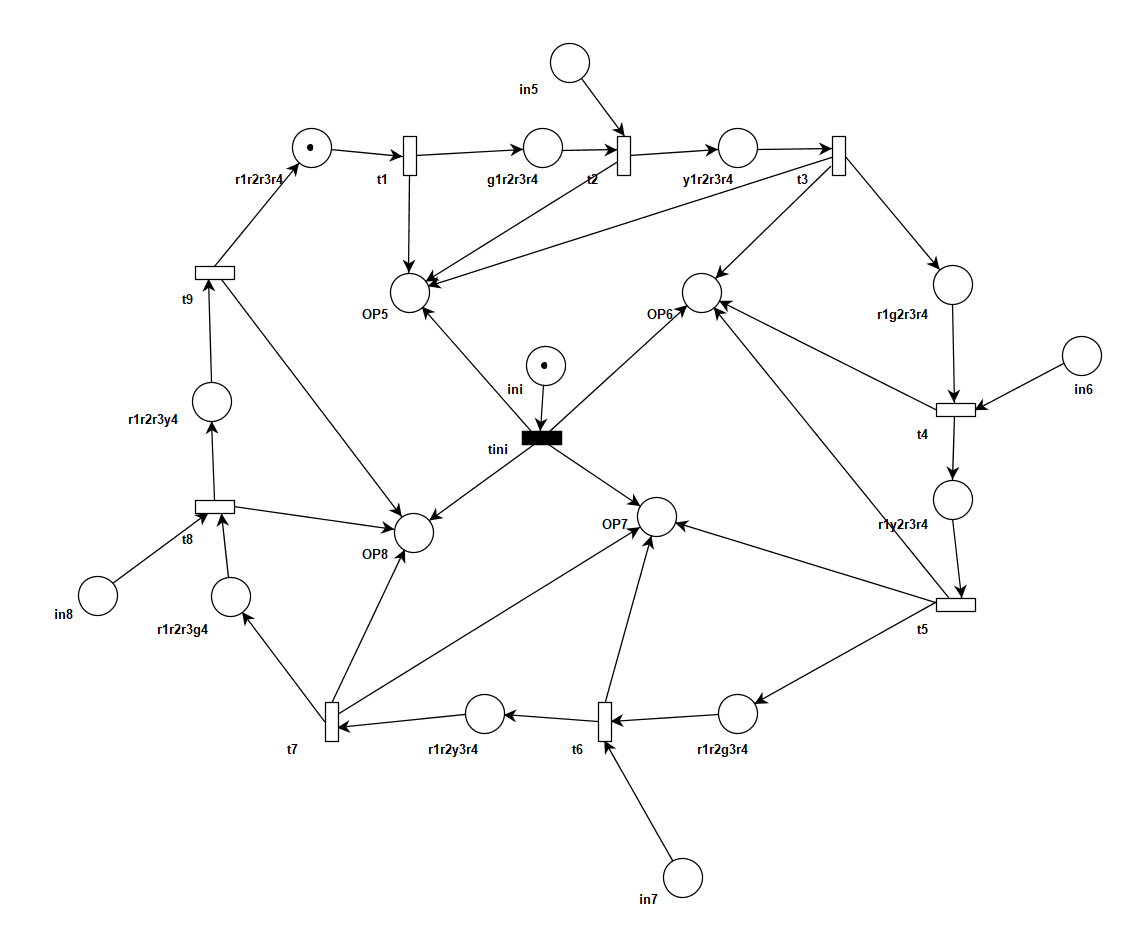 in5
r1r2r3r4
t1
g1r2r3r4
t2
y1r2r3r4
t3
t9
OP5
OP6
r1g2r3r4
ini
in6
r1r2r3y4
t4
tini
r1y2r3r4
OP7
t8
OP8
in8
r1r2r3g4
t5
t7
r1r2y3r4
t6
r1r2g3r4
in7